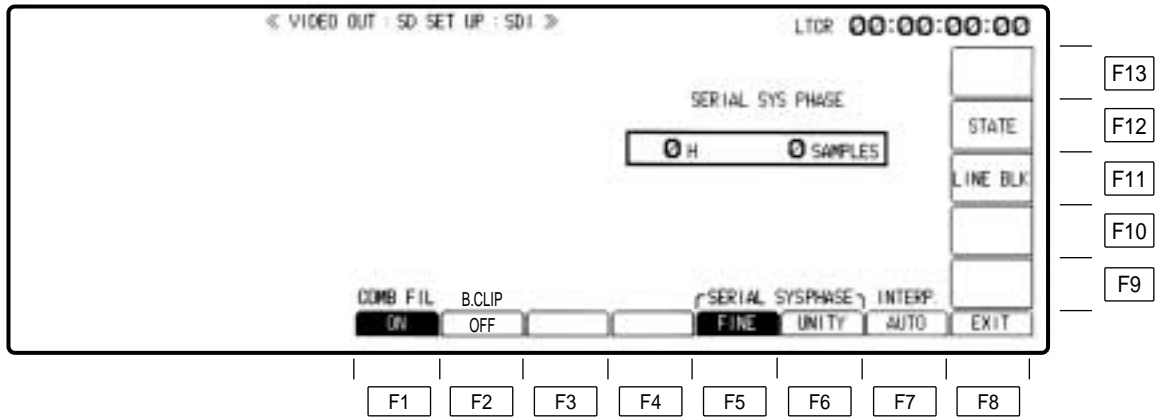 ≪ VIDEO OUT : SD SET UP : SDI ≫ LTCR 00:00:00:00
F13
SERIAL SYS PHASE
STATE F12
0 H 0 SAMPLES
LINE BLK F11
F10
F9
COMB FIL B.CLIP SERIAL SYSPHASE INTERP.
ON OFF FINE UNITY AUTO EXIT
F1 F2 F3 F4 F5 F6 F7 F8